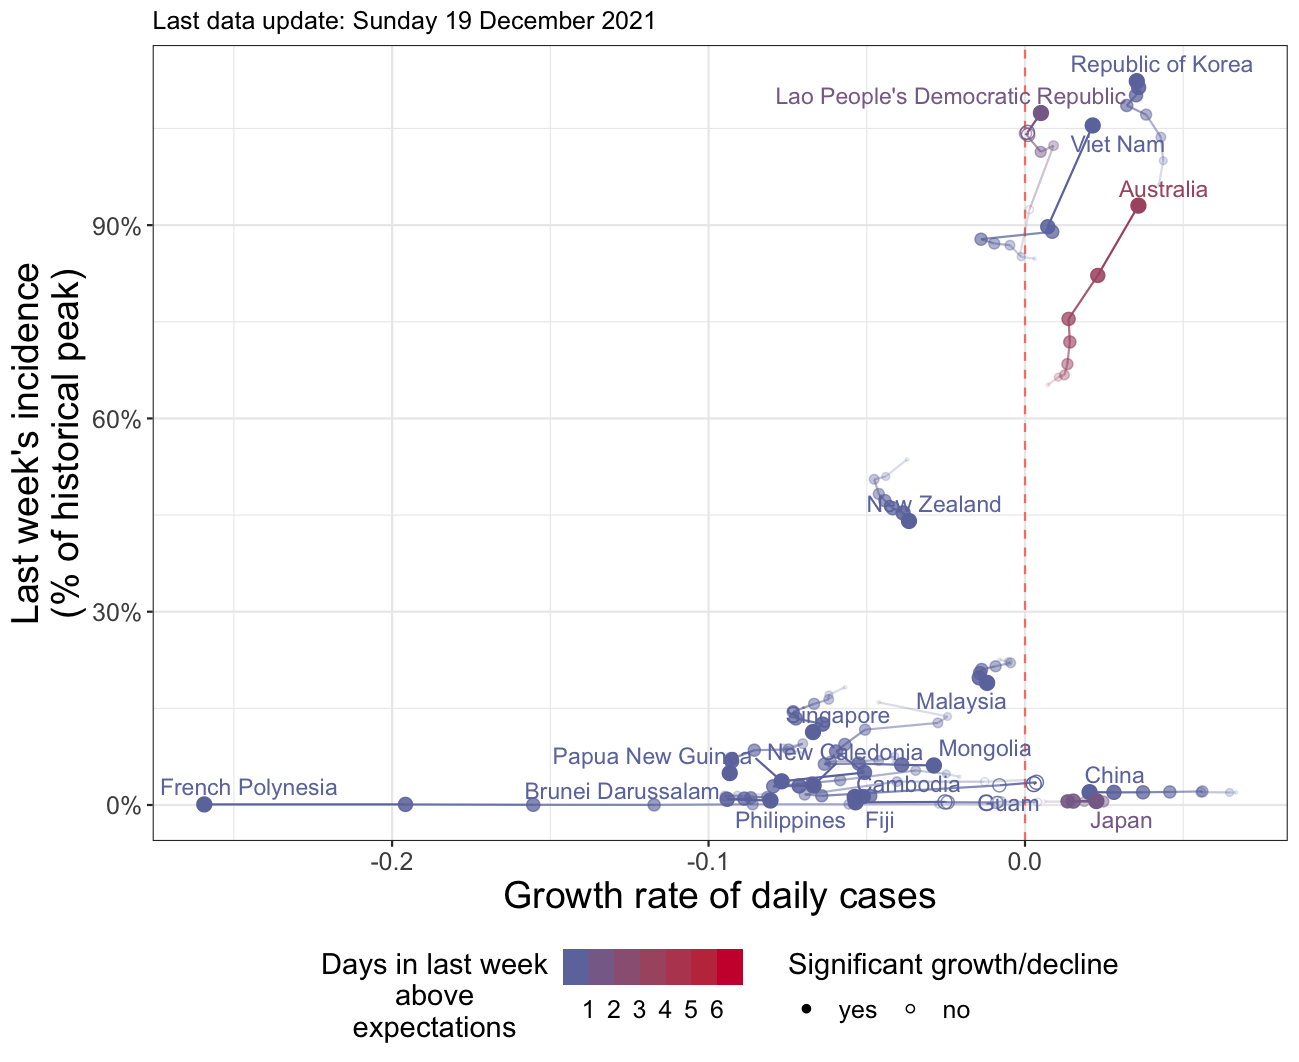 Last data update: Sunday 19 December 2021
Republic of Korea
Lao People's Democratic Republic
Viet Nam
Australia
90%
Last week's incidence
(% of historical peak)
60%
New Zealand
30%
Malaysia
Singapore
Papua New Guinea
New Caledonia
Mongolia
French Polynesia
Brunei Darussalam
Cambodia
China
0%
Guam
Philippines
Fiji
Japan
-0.2
-0.1
0.0
Growth rate of daily cases
Days in last week
above
expectations
1 2 3 4 5 6
Significant growth/decline
yes
no